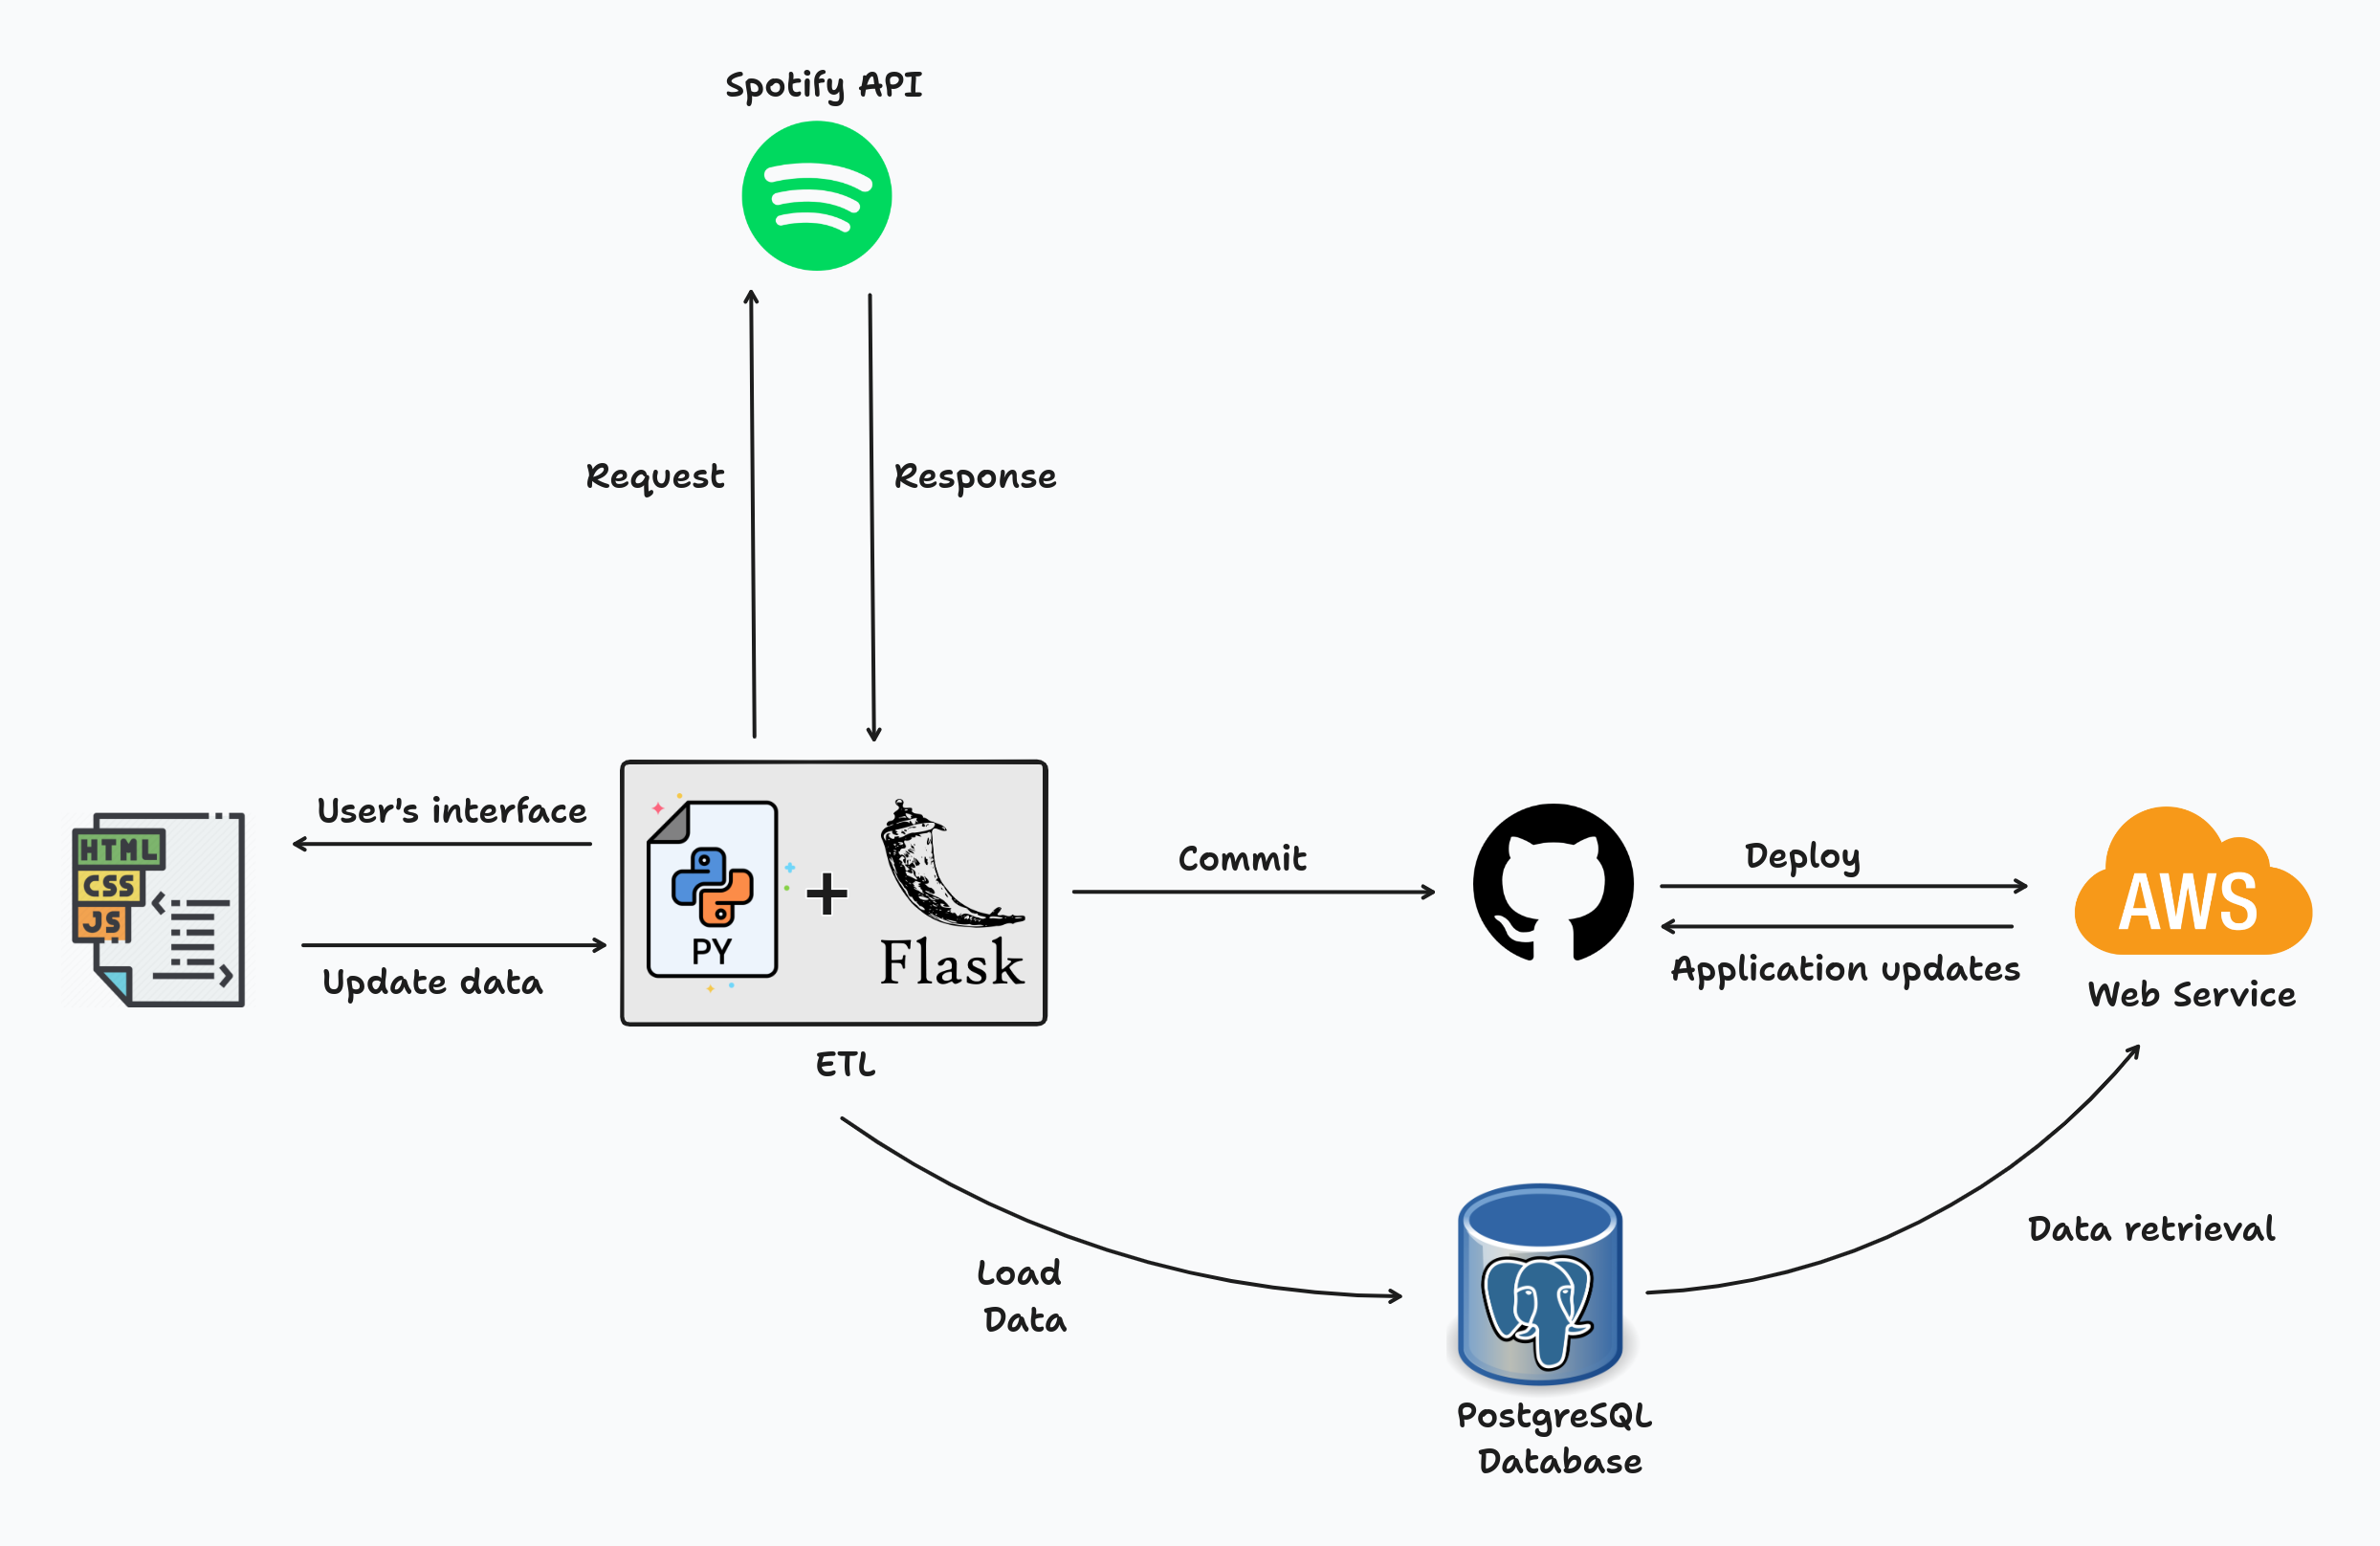 Spotify API
Request
Response
User's interface
HTML
CSS
JS
Update data
PY
+
Flask
ETL
Commit
Deploy
Application updates
AWS
Web Service
Load
Data
Data retrieval
PostgreSQL
Database